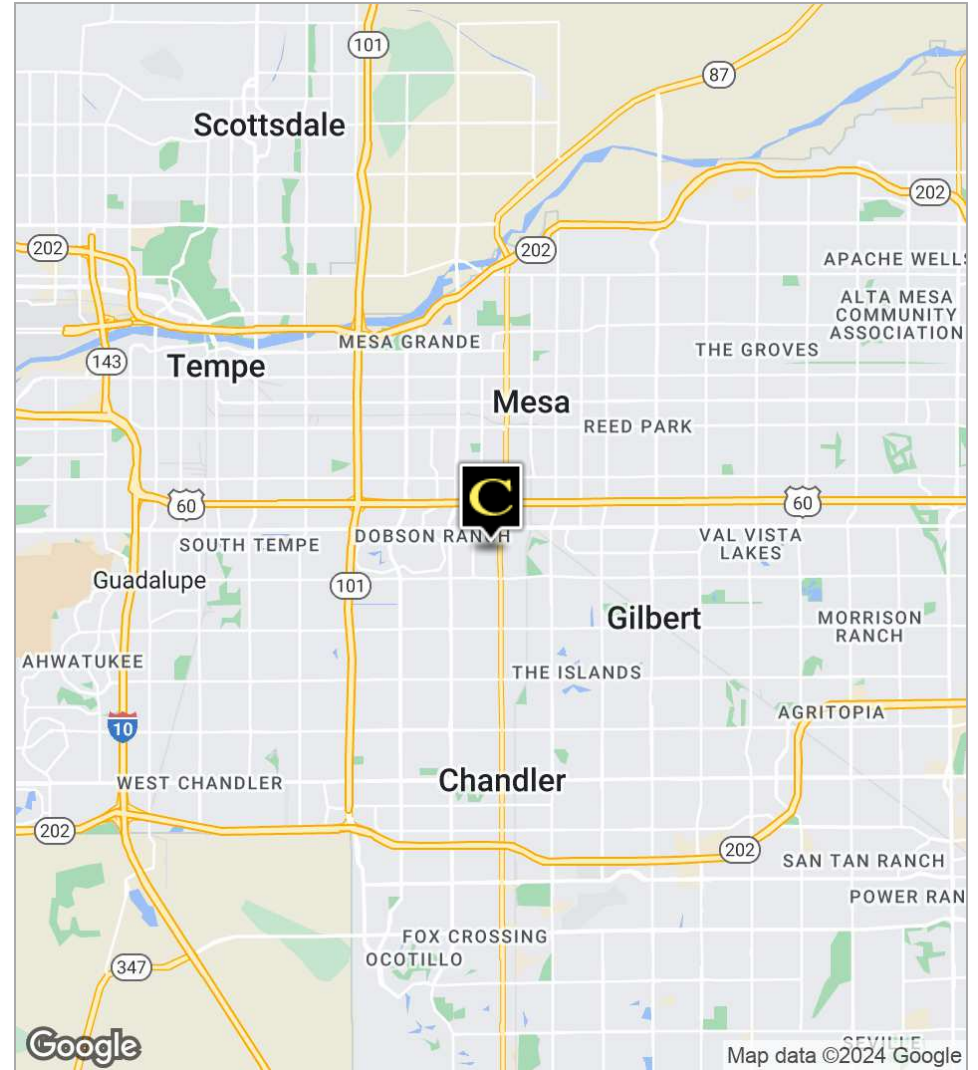 101
87
Scottsdale
202
202
202
APACHE WELLS
ALTA MESA
COMMUNITY
ASSOCIATION
MESA GRANDE
THE GROVES
143
Tempe
Mesa
REED PARK
C
60
60
DOBSON RANCH
SOUTH TEMPE
VAL VISTA
LAKES
Guadalupe
101
Gilbert
MORRISON
RANCH
AHWATUKEE
THE ISLANDS
AGRITOPIA
10
WEST CHANDLER
Chandler
202
202
SAN TAN RANCH
POWER RAN
FOX CROSSING
OCOTILLO
347
SEVILLE
Google
Map data ©2024 Google